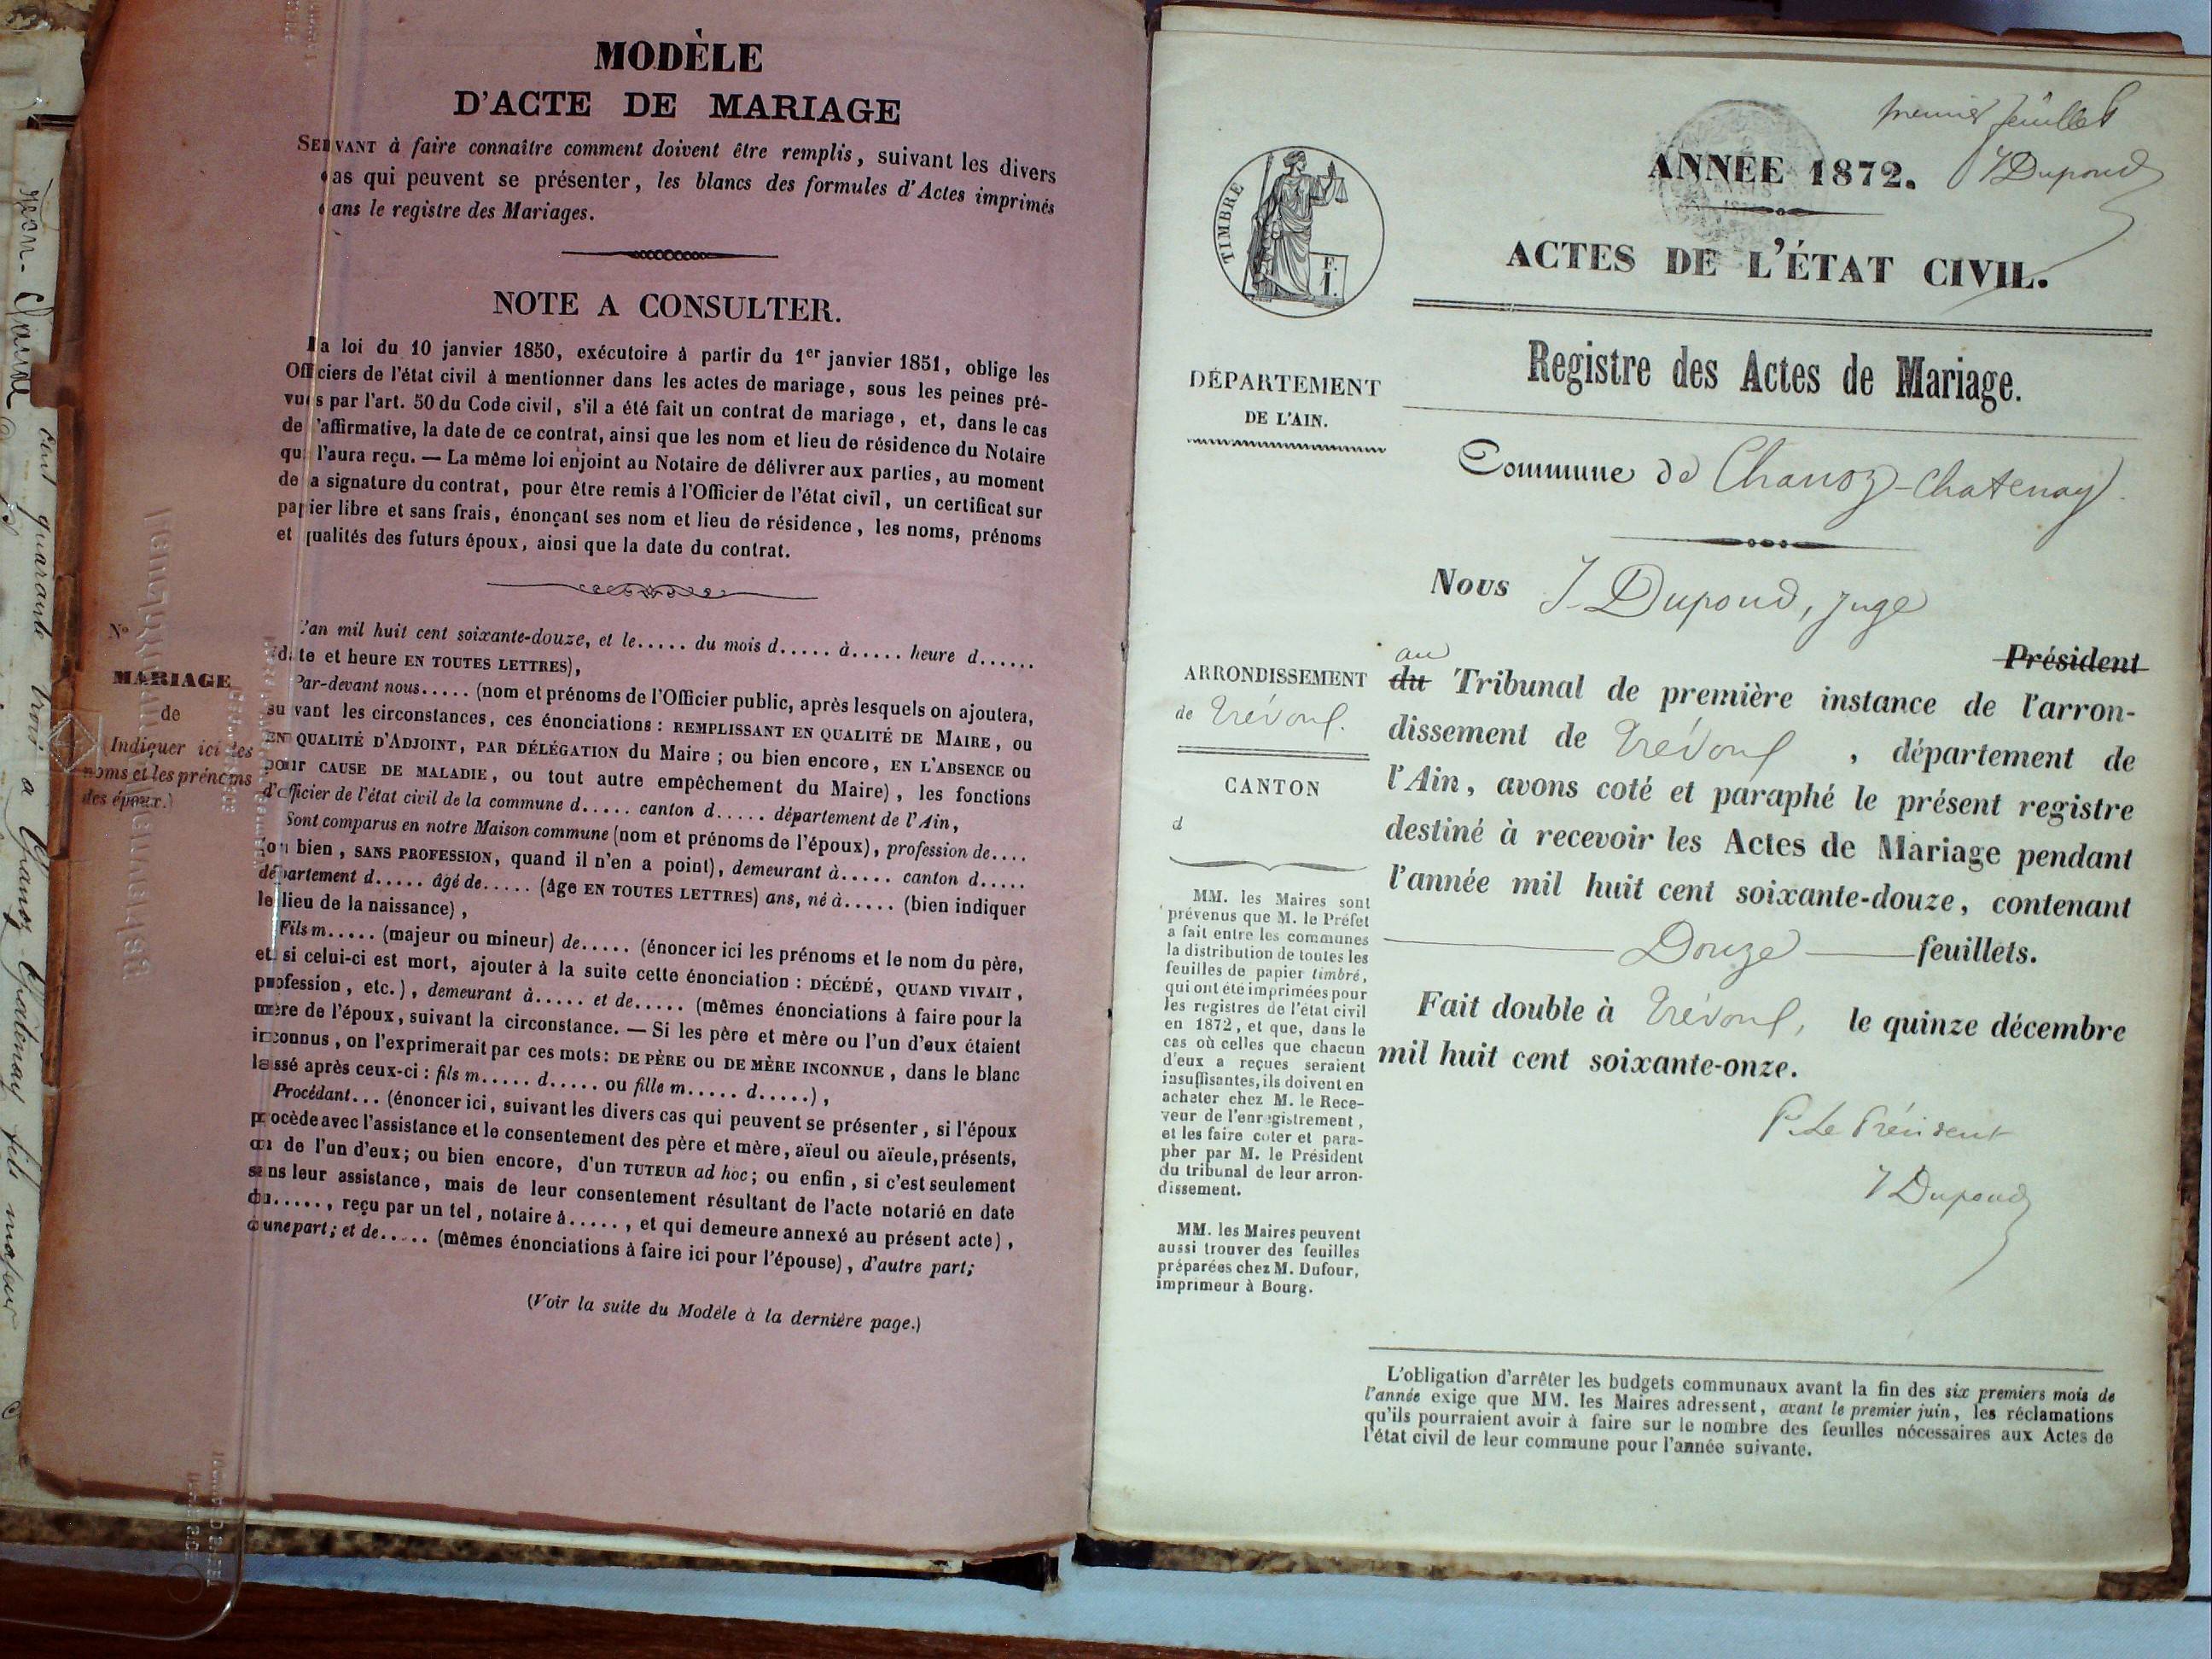 MODÈLE
D'ACTE DE MARIAGE
SERVANT à faire connaître comment doivent être remplis, suivant les divers
cas qui peuvent se présenter, les blancs des formules d'Actes imprimés
dans le registre des Mariages.
NOTE A CONSULTER.
La loi du 10 janvier 1850, exécutoire à partir du 1er janvier 1851, oblige les
Officiers de l'état civil à mentionner dans les actes de mariage, sous les peines pré-
vues par l'art. 50 du Code civil, s'il a été fait un contrat de mariage, et, dans le cas
de l'affirmative, la date de ce contrat, ainsi que les nom et lieu de résidence du Notaire
qui l'aura reçu. — La même loi enjoint au Notaire de délivrer aux parties, au moment
de la signature du contrat, pour être remis à l'Officier de l'état civil, un certificat sur
papier libre et sans frais, énonçant ses nom et lieu de résidence, les noms, prénoms
et qualités des futurs époux, ainsi que la date du contrat.
N°
MARIAGE
de
(Indiquer ici les
noms et les prénoms
des époux.)
L'an mil huit cent soixante-douze, et le..... du mois d..... à..... heure d......
(date et heure EN TOUTES LETTRES),
Par-devant nous..... (nom et prénoms de l'Officier public, après lesquels on ajoutera,
suivant les circonstances, ces énonciations : REMPLISSANT EN QUALITÉ DE MAIRE, ou
EN QUALITÉ D'ADJOINT, PAR DÉLÉGATION du Maire ; ou bien encore, EN L'ABSENCE ou
pour CAUSE DE MALADIE, ou tout autre empêchement du Maire), les fonctions
d'officier de l'état civil de la commune d..... canton d..... département de l'Ain,
Sont comparus en notre Maison commune (nom et prénoms de l'époux), profession de....
(ou bien, SANS PROFESSION, quand il n'en a point), demeurant à..... canton d.....
département d..... âgé de..... (âge EN TOUTES LETTRES) ans, né à..... (bien indiquer
le lieu de la naissance),
Fils m..... (majeur ou mineur) de..... (énoncer ici les prénoms et le nom du père,
et si celui-ci est mort, ajouter à la suite cette énonciation : DÉCÉDÉ, QUAND VIVAIT,
profession, etc.), demeurant à..... et de..... (mêmes énonciations à faire pour la
mère de l'époux, suivant la circonstance. — Si les père et mère ou l'un d'eux étaient
inconnus, on l'exprimerait par ces mots: DE PÈRE ou DE MÈRE INCONNUE, dans le blanc
laissé après ceux-ci : fils m..... d..... ou fille m..... d.....),
Procédant... (énoncer ici, suivant les divers cas qui peuvent se présenter, si l'époux
procède avec l'assistance et le consentement des père et mère, aïeul ou aïeule, présents,
ou de l'un d'eux; ou bien encore, d'un TUTEUR ad hoc; ou enfin, si c'est seulement
sans leur assistance, mais de leur consentement résultant de l'acte notarié en date
du....., reçu par un tel, notaire à....., et qui demeure annexé au présent acte),
d'une part; et de..... (mêmes énonciations à faire ici pour l'épouse), d'autre part;
(Voir la suite du Modèle à la dernière page.)
premier feuillet
J Dupond
TIMBRE
F.
1.
ANNÉE 1872.
ACTES DE L'ÉTAT CIVIL.
Registre des Actes de Mariage.
DÉPARTEMENT
DE L'AIN.
Commune de Chanoz-Chatenay.
Nous J. Dupond, juge
Président
au
ARRONDISSEMENT
de Trévoux.
CANTON
d
du Tribunal de première instance de l'arron-
dissement de Trévoux, département de
l'Ain, avons coté et paraphé le présent registre
destiné à recevoir les Actes de Mariage pendant
l'année mil huit cent soixante-douze, contenant
Douze feuillets.
Fait double à Trévoux, le quinze décembre
mil huit cent soixante-onze.
P. Le Président
J Dupond
MM. les Maires sont
prévenus que M. le Préfet
a fait entre les communes
la distribution de toutes les
feuilles de papier timbré,
qui ont été imprimées pour
les registres de l'état civil
en 1872, et que, dans le
cas où celles que chacun
d'eux a reçues seraient
insuffisantes, ils doivent en
acheter chez M. le Rece-
veur de l'enregistrement,
et les faire coter et para-
pher par M. le Président
du tribunal de leur arron-
dissement.
MM. les Maires peuvent
aussi trouver des feuilles
préparées chez M. Dufour,
imprimeur à Bourg.
L'obligation d'arrêter les budgets communaux avant la fin des six premiers mois de
l'année exige que MM. les Maires adressent, avant le premier juin, les réclamations
qu'ils pourraient avoir à faire sur le nombre des feuilles nécessaires aux Actes de
l'état civil de leur commune pour l'année suivante.
cent quarante trois a Chanoz Chatenay fils majeur